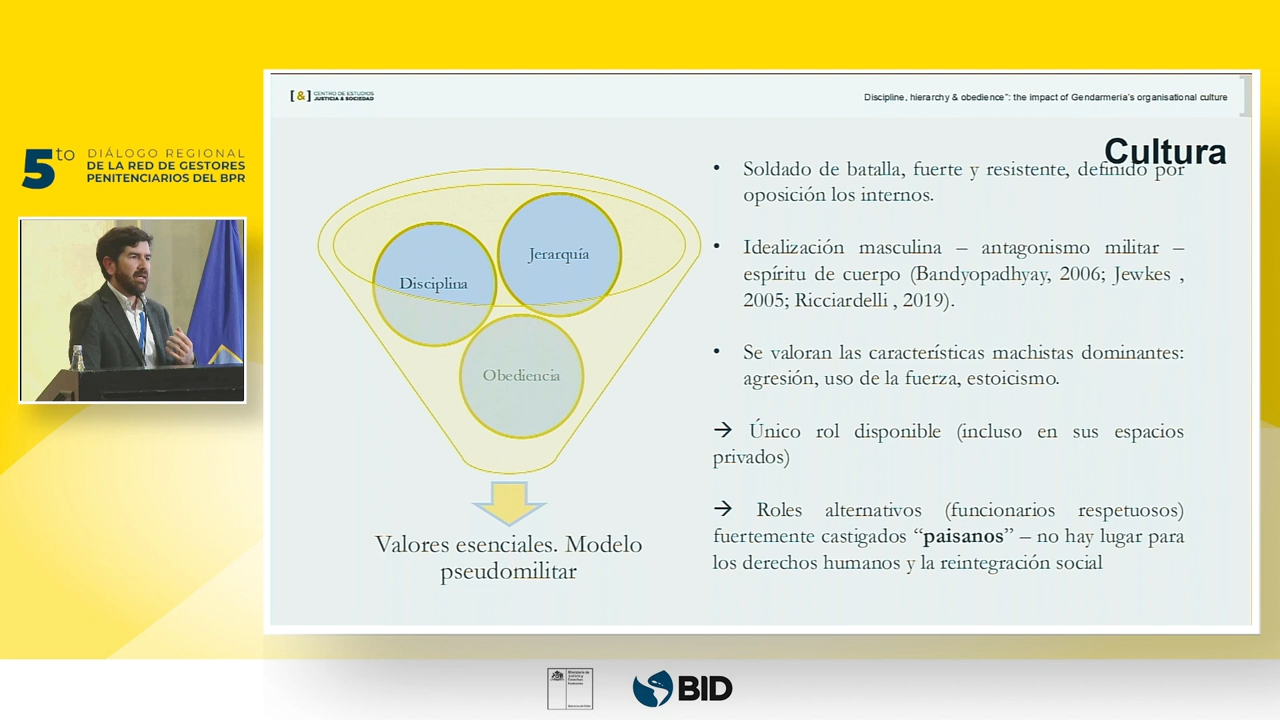 5to DIÁLOGO REGIONAL
DE LA RED DE GESTORES
PENITENCIARIOS DEL BPR
[&] CENTRO DE ESTUDIOS
JUSTICIA & SOCIEDAD
Discipline, hierarchy & obedience": the impact of Gendarmería's organisational culture
Cultura
Disciplina
Jerarquía
Obediencia
Valores esenciales. Modelo
pseudomilitar
• Soldado de batalla, fuerte y resistente, definido por
oposición los internos.
• Idealización masculina – antagonismo militar –
espíritu de cuerpo (Bandyopadhyay, 2006; Jewkes ,
2005; Ricciardelli , 2019).
• Se valoran las características machistas dominantes:
agresión, uso de la fuerza, estoicismo.
→ Único rol disponible (incluso en sus espacios
privados)
→ Roles alternativos (funcionarios respetuosos)
fuertemente castigados “paisanos” – no hay lugar para
los derechos humanos y la reintegración social
BID